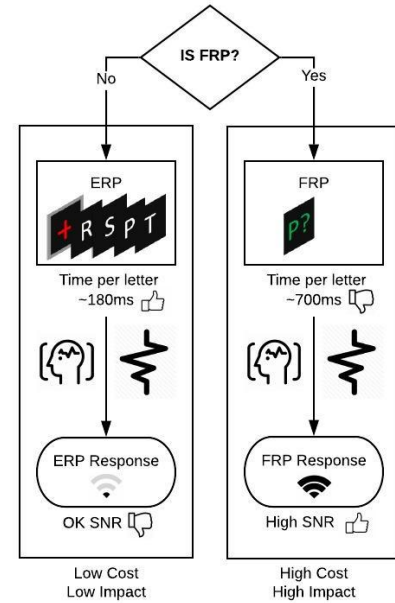 IS FRP?
No
Yes
ERP
+ R S P T
Time per letter
~180ms
ERP Response
OK SNR
Low Cost
Low Impact
FRP
P?
Time per letter
~700ms
FRP Response
High SNR
High Cost
High Impact